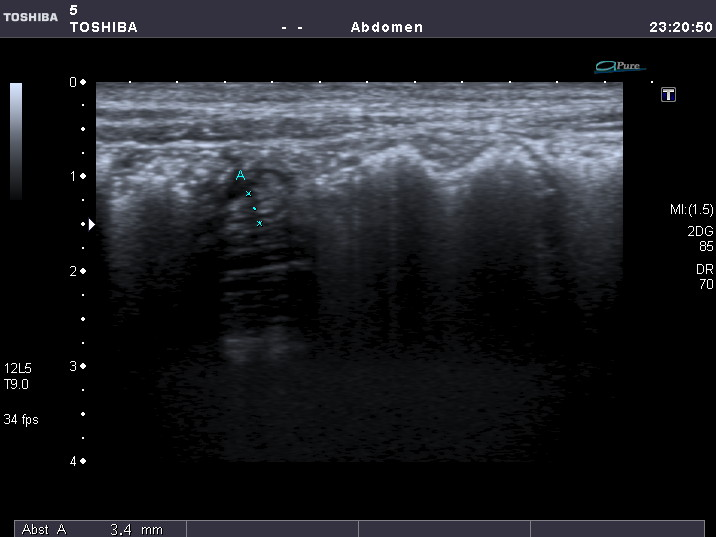 TOSHIBA
5
TOSHIBA - - Abdomen 23:20:50
Pure
T
0
1
A
MI:(1.5)
2DG
85
2
DR
70
3
12L5
T9.0
34 fps
4
Abst A 3.4 mm